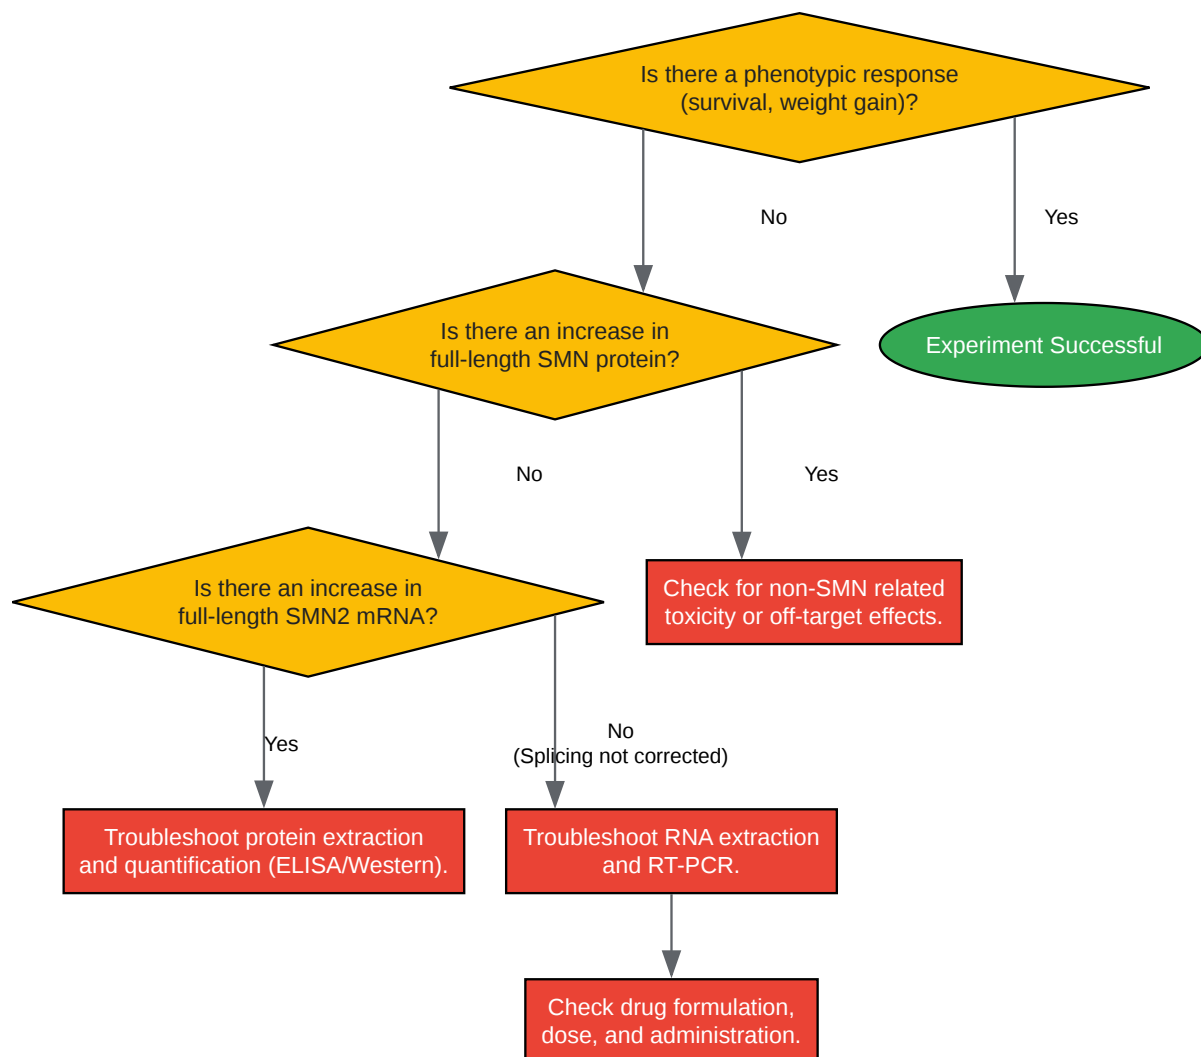 Is there a phenotypic response
(survival, weight gain)?
No
Yes
Is there an increase in
full-length SMN protein?
Experiment Successful
No
Yes
Is there an increase in
full-length SMN2 mRNA?
Check for non-SMN related
toxicity or off-target effects.
Yes
No
(Splicing not corrected)
Troubleshoot protein extraction
and quantification (ELISA/Western).
Troubleshoot RNA extraction
and RT-PCR.
Check drug formulation,
dose, and administration.